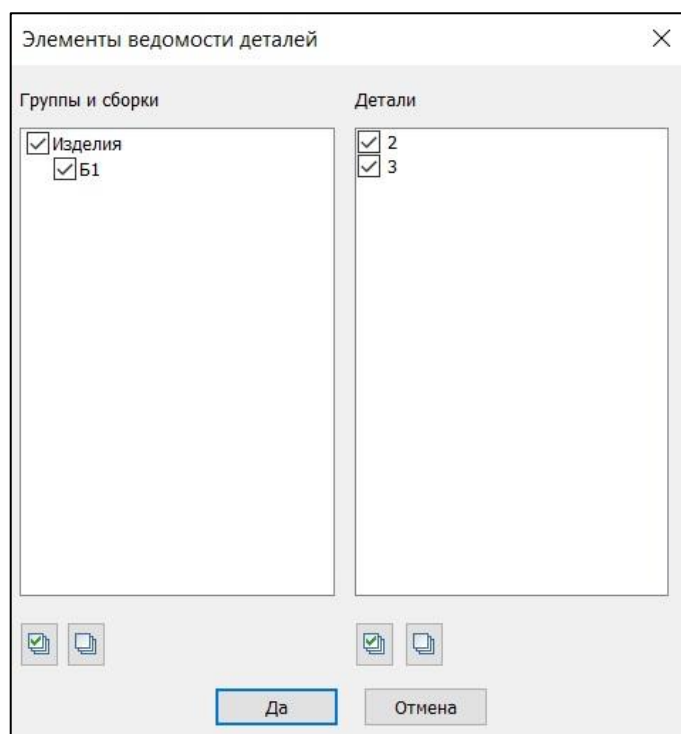 Элементы ведомости деталей
Группы и сборки
Детали
Изделия
Б1
2
3
Да
Отмена